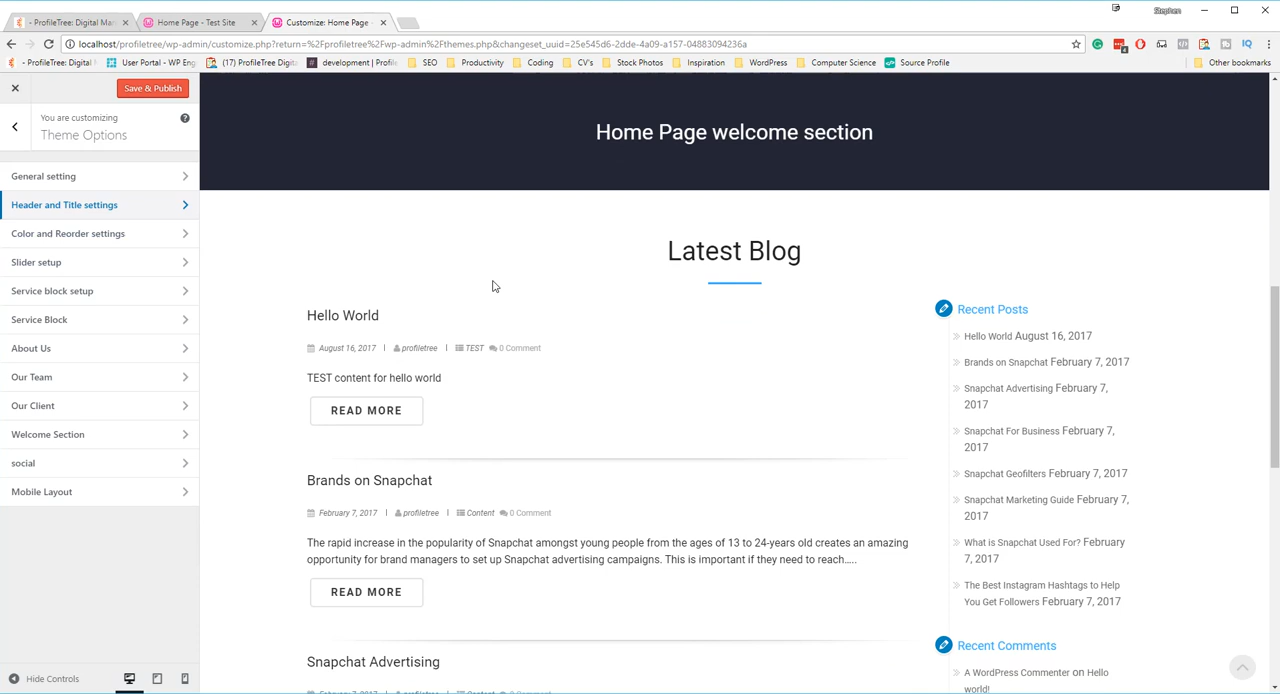 - ProfileTree: Digital Ma
Home Page - Test Site
Customize: Home Page -
Stephen
localhost/profiletree/wp-admin/customize.php?return=%2Fprofiletree%2Fwp-admin%2Fthemes.php&changeset_uuid=25e545d6-2dde-4a09-a157-04883094236a
- ProfileTree: Digital M
User Portal - WP Eng
(17) ProfileTree Digit
development | Profile
SEO
Productivity
Coding
CV's
Stock Photos
Inspiration
WordPress
Computer Science
Source Profile
Other bookmarks
Save & Publish
You are customizing
Theme Options
General setting
Header and Title settings
Color and Reorder settings
Slider setup
Service block setup
Service Block
About Us
Our Team
Our Client
Welcome Section
social
Mobile Layout
Hide Controls
Home Page welcome section
Latest Blog
Hello World
August 16, 2017 | profiletree | TEST 0 Comment
TEST content for hello world
READ MORE
Brands on Snapchat
February 7, 2017 | profiletree | Content 0 Comment
The rapid increase in the popularity of Snapchat amongst young people from the ages of 13 to 24-years old creates an amazing
opportunity for brand managers to set up Snapchat advertising campaigns. This is important if they need to reach…..
READ MORE
Snapchat Advertising
February 7, 2017 | profiletree | Content 0 Comment
Recent Posts
Hello World August 16, 2017
Brands on Snapchat February 7, 2017
Snapchat Advertising February 7,
2017
Snapchat For Business February 7,
2017
Snapchat Geofilters February 7, 2017
Snapchat Marketing Guide February 7,
2017
What is Snapchat Used For? February
7, 2017
The Best Instagram Hashtags to Help
You Get Followers February 7, 2017
Recent Comments
A WordPress Commenter on Hello
world!